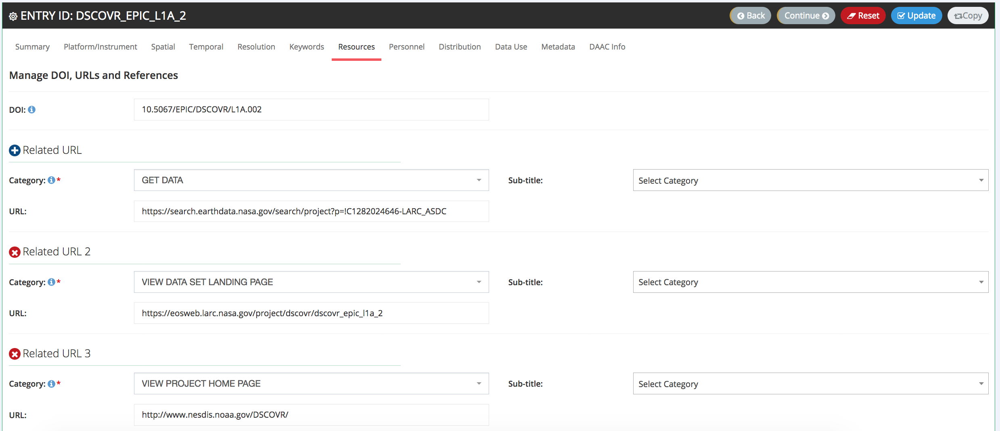 ENTRY ID: DSCOVR_EPIC_L1A_2 Back Continue Reset Update Copy
Summary Platform/Instrument Spatial Temporal Resolution Keywords Resources Personnel Distribution Data Use Metadata DAAC Info
Manage DOI, URLs and References
DOI: 10.5067/EPIC/DSCOVR/L1A.002
Related URL
Category: * GET DATA Sub-title: Select Category
URL: https://search.earthdata.nasa.gov/search/project?p=!C1282024646-LARC_ASDC
Related URL 2
Category: * VIEW DATA SET LANDING PAGE Sub-title: Select Category
URL: https://eosweb.larc.nasa.gov/project/dscovr/dscovr_epic_l1a_2
Related URL 3
Category: * VIEW PROJECT HOME PAGE Sub-title: Select Category
URL: http://www.nesdis.noaa.gov/DSCOVR/